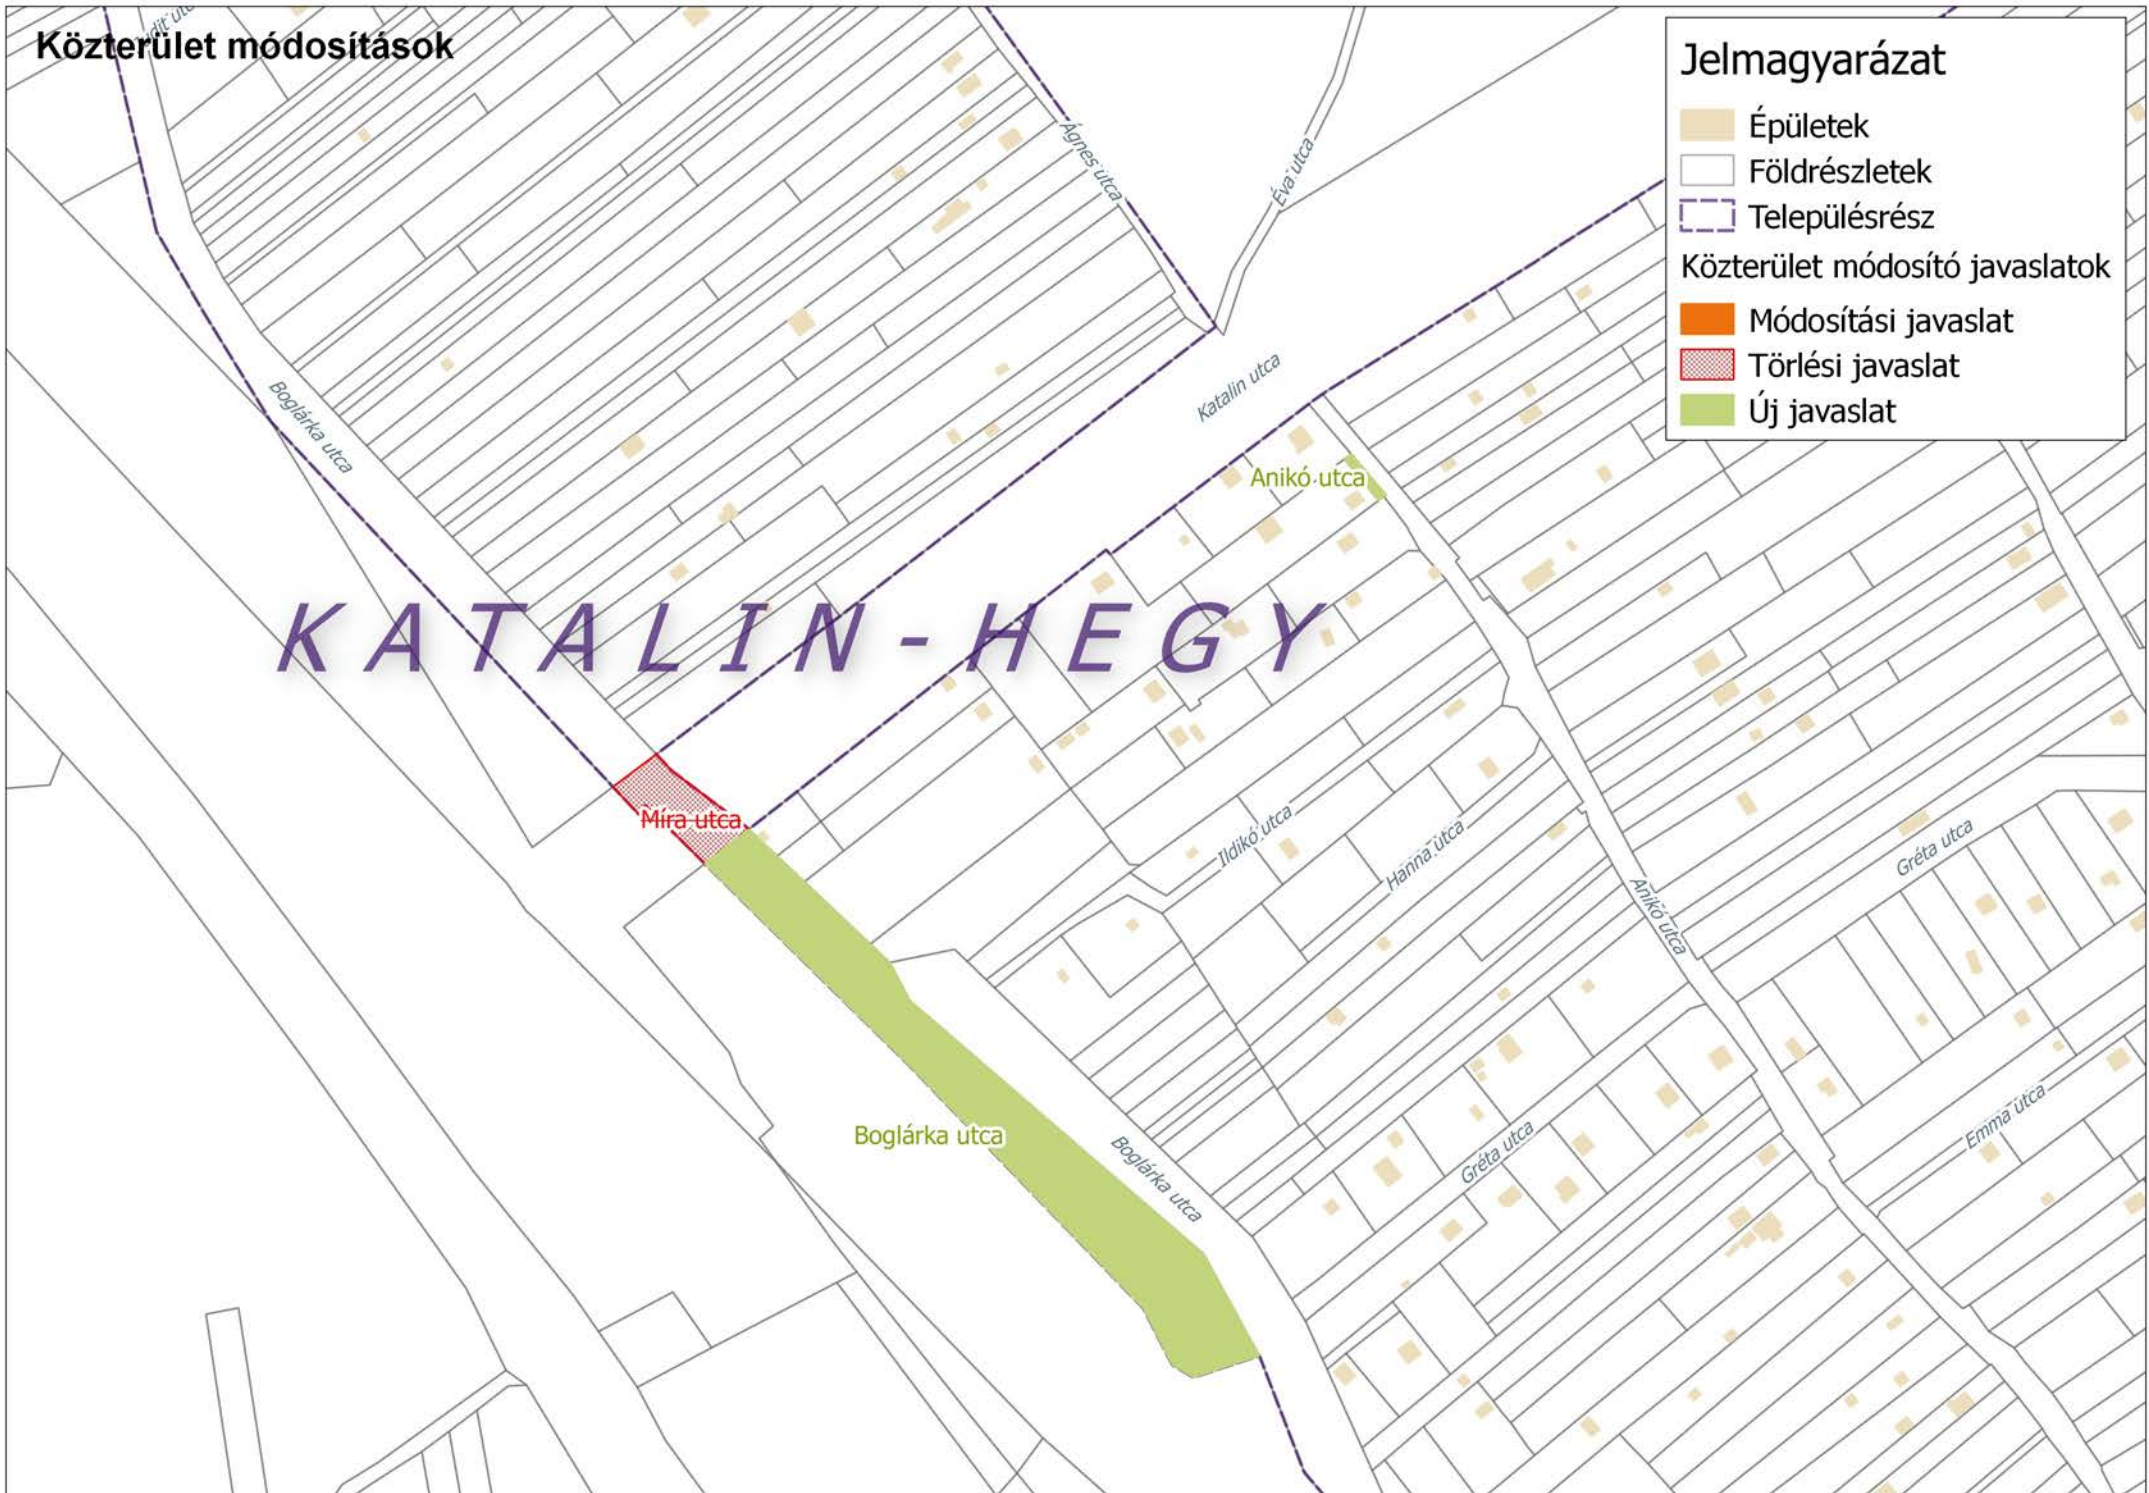 Judit utca
Közterület módosítások
Jelmagyarázat
Épületek
Földrészletek
Településrész
Közterület módosító javaslatok
Módosítási javaslat
Törlési javaslat
Új javaslat
Ágnes utca
Éva utca
Katalin utca
Boglárka utca
Anikó utca
KATALIN-HEGY
Míra utca
Ildikó utca
Hanna utca
Gréta utca
Anikó utca
Boglárka utca
Boglárka utca
Gréta utca
Emma utca